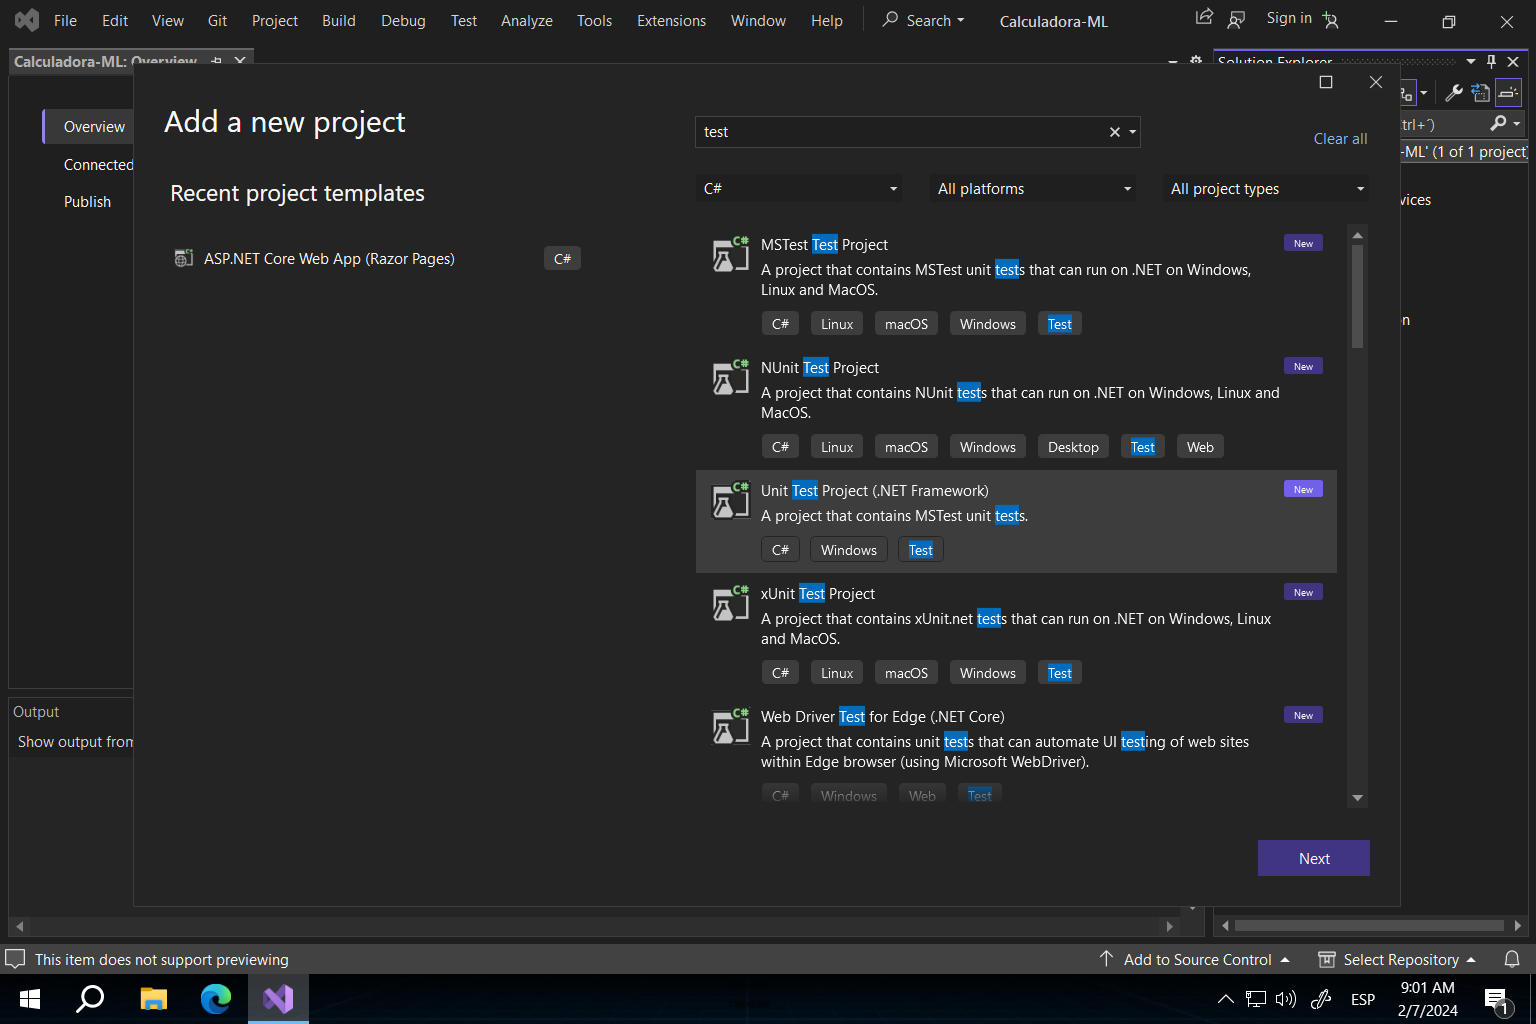 File Edit View Git Project Build Debug Test Analyze Tools Extensions Window Help Search Calculadora-ML Sign in
Calculadora-ML: Overview
Solution Explorer
Overview
Connected
Publish
Add a new project
Recent project templates
ASP.NET Core Web App (Razor Pages) C#
test
Clear all
C# All platforms All project types
MSTest Test Project New
A project that contains MSTest unit tests that can run on .NET on Windows,
Linux and MacOS.
C# Linux macOS Windows Test
NUnit Test Project New
A project that contains NUnit tests that can run on .NET on Windows, Linux and
MacOS.
C# Linux macOS Windows Desktop Test Web
Unit Test Project (.NET Framework) New
A project that contains MSTest unit tests.
C# Windows Test
xUnit Test Project New
A project that contains xUnit.net tests that can run on .NET on Windows, Linux
and MacOS.
C# Linux macOS Windows Test
Web Driver Test for Edge (.NET Core) New
A project that contains unit tests that can automate UI testing of web sites
within Edge browser (using Microsoft WebDriver).
C# Windows Web Test
Next
trl+´)
-ML' (1 of 1 project)
vices
n
Output
Show output from
This item does not support previewing
Add to Source Control Select Repository
ESP
9:01 AM
2/7/2024
1